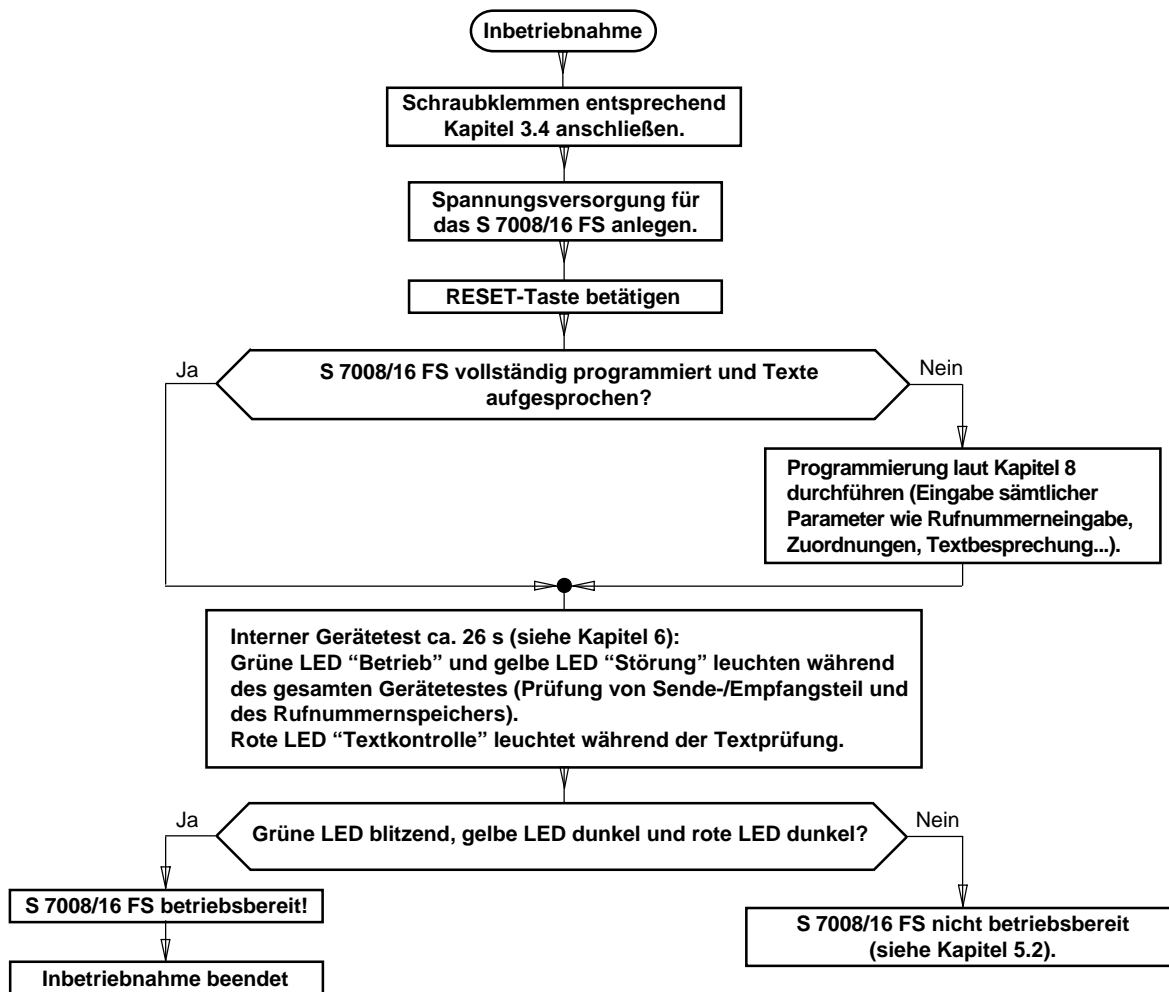 Inbetriebnahme
Schraubklemmen entsprechend
Kapitel 3.4 anschließen.
Spannungsversorgung für
das S 7008/16 FS anlegen.
RESET-Taste betätigen
Ja
S 7008/16 FS vollständig programmiert und Texte
aufgesprochen?
Nein
Programmierung laut Kapitel 8
durchführen (Eingabe sämtlicher
Parameter wie Rufnummerneingabe,
Zuordnungen, Textbesprechung...).
Interner Gerätetest ca. 26 s (siehe Kapitel 6):
Grüne LED “Betrieb” und gelbe LED “Störung” leuchten während
des gesamten Gerätetestes (Prüfung von Sende-/Empfangsteil und
des Rufnummernspeichers).
Rote LED “Textkontrolle” leuchtet während der Textprüfung.
Ja
Grüne LED blitzend, gelbe LED dunkel und rote LED dunkel?
Nein
S 7008/16 FS betriebsbereit!
S 7008/16 FS nicht betriebsbereit
(siehe Kapitel 5.2).
Inbetriebnahme beendet